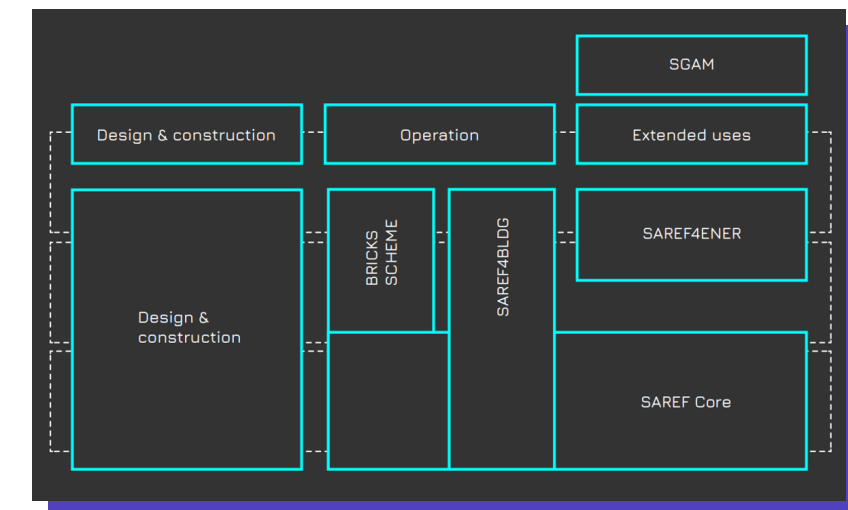 SGAM
Design & construction
Operation
Extended uses
BRICKS
SCHEME
SAREF4BLDG
SAREF4ENER
Design &
construction
SAREF Core